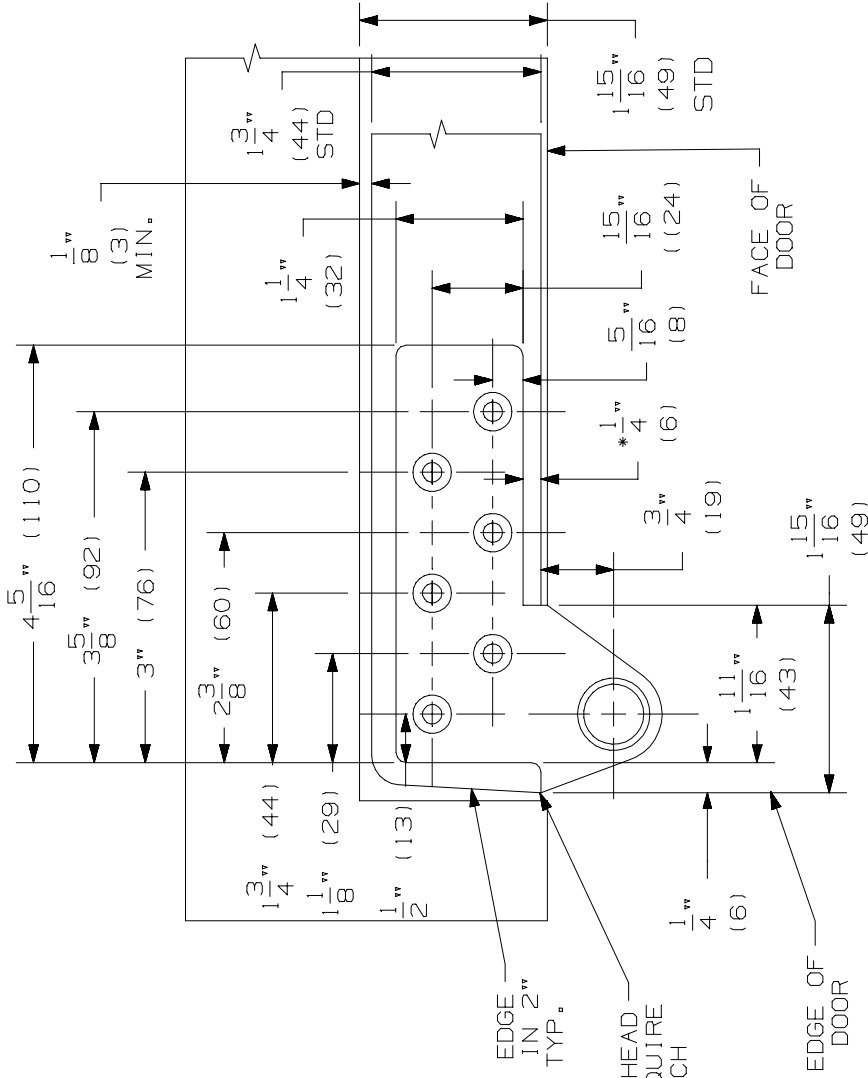 1/8" (3) MIN.
1 3/4" (44) STD
1 15/16" (49) STD
1 1/4" (32)
15/16" ((24)
5/16" (8)
*1/4" (6)
3/4" (19)
FACE OF
DOOR
4 5/16" (110)
3 5/8" (92)
3" (76)
2 3/8" (60)
1 3/4" (44)
1 1/8" (29)
1/2" (13)
1 11/16" (43)
1 15/16" (49)
1/4" (6)
EDGE
IN 2"
TYP.
HEAD
QUIRE
CH
EDGE OF
DOOR